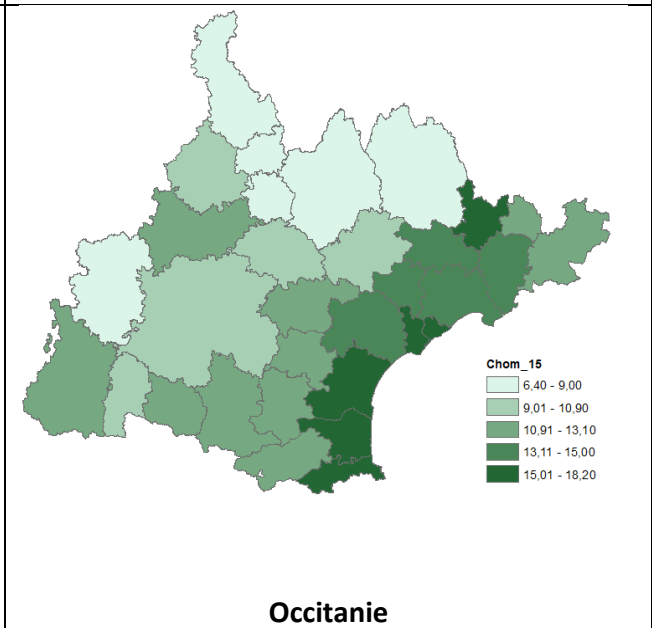 Chom_15
6,40 - 9,00
9,01 - 10,90
10,91 - 13,10
13,11 - 15,00
15,01 - 18,20
Occitanie